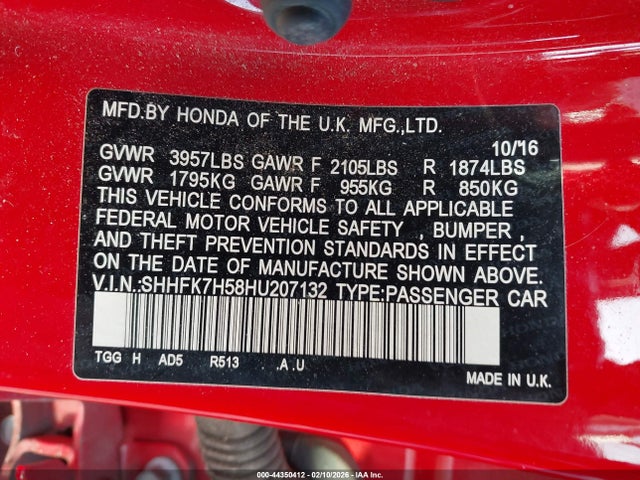 MFD.BY HONDA OF THE U.K. MFG.,LTD.
10/16
GVWR 3957LBS GAWR F 2105LBS R 1874LBS
GVWR 1795KG GAWR F 955KG R 850KG
THIS VEHICLE CONFORMS TO ALL APPLICABLE
FEDERAL MOTOR VEHICLE SAFETY , BUMPER ,
AND THEFT PREVENTION STANDARDS IN EFFECT
ON THE DATE OF MANUFACTURE SHOWN ABOVE.
V.I.N.:SHHFK7H58HU207132 TYPE:PASSENGER CAR
TGG H AD5 R513 .A.U
MADE IN U.K.
000-44350412 - 02/10/2026 - IAA Inc.